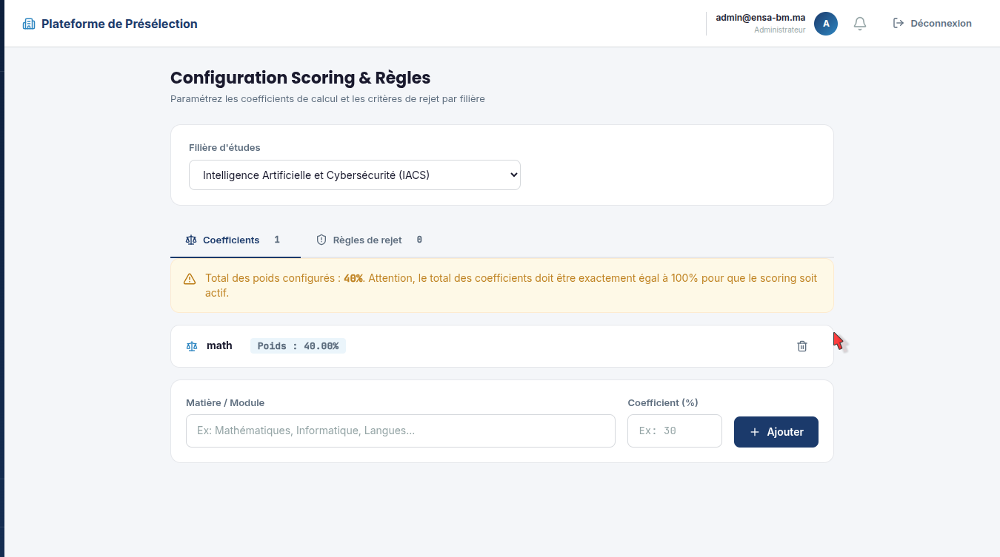 Plateforme de Présélection
admin@ensa-bm.ma
Administrateur
A
Déconnexion
Configuration Scoring & Règles
Paramétrez les coefficients de calcul et les critères de rejet par filière
Filière d'études
Intelligence Artificielle et Cybersécurité (IACS)
Coefficients 1
Règles de rejet 0
Total des poids configurés : 40%. Attention, le total des coefficients doit être exactement égal à 100% pour que le scoring soit
actif.
math Poids : 40.00%
Matière / Module
Coefficient (%)
Ex: Mathématiques, Informatique, Langues...
Ex: 30
Ajouter